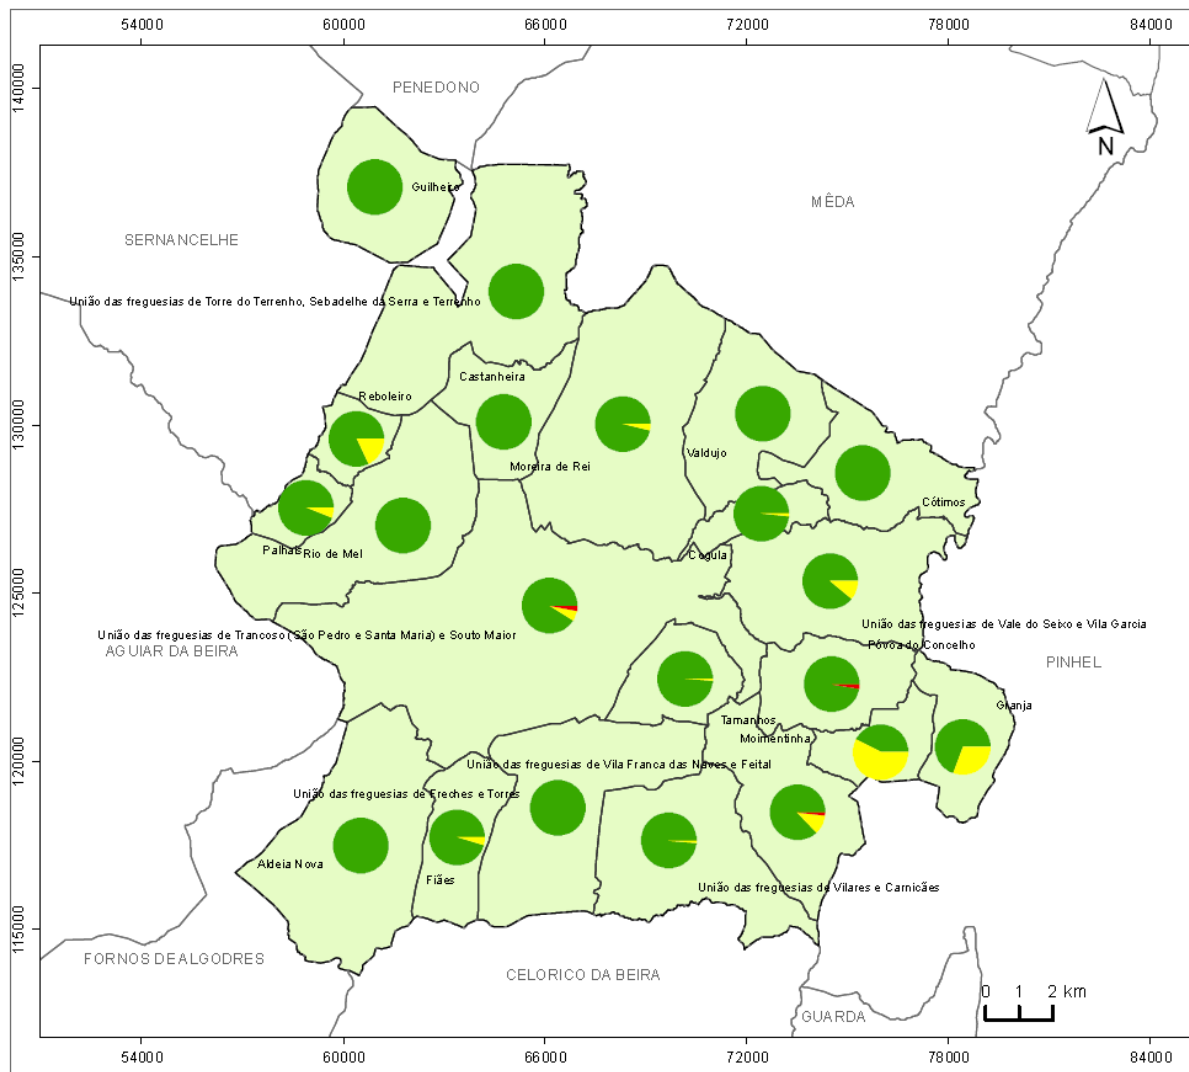 54000
60000
66000
72000
78000
84000
140000
PENEDONO
N
Guilheiro
MÊDA
SERNANCELHE
135000
União das freguesias de Torre do Terrenho, Sebadelhe da Serra e Terrenho
Castanheira
Reboleiro
130000
Valdujo
Moreira de Rei
Cótimos
Palhais
Rio de Mel
Cogula
125000
União das freguesias de Vale do Seixo e Vila Garcia
União das freguesias de Trancoso (São Pedro e Santa Maria) e Souto Maior
Póvoa do Concelho
AGUIAR DA BEIRA
PINHEL
Granja
Tamanhos
Moimentinha
120000
União das freguesias de Vila Franca das Naves e Feital
União das freguesias de Freches e Torres
Aldeia Nova
Fiães
União das freguesias de Vilares e Carnicães
115000
FORNOS DEALGODRES
CELORICO DA BEIRA
0 1 2 km
GUARDA
54000
60000
66000
72000
78000
84000